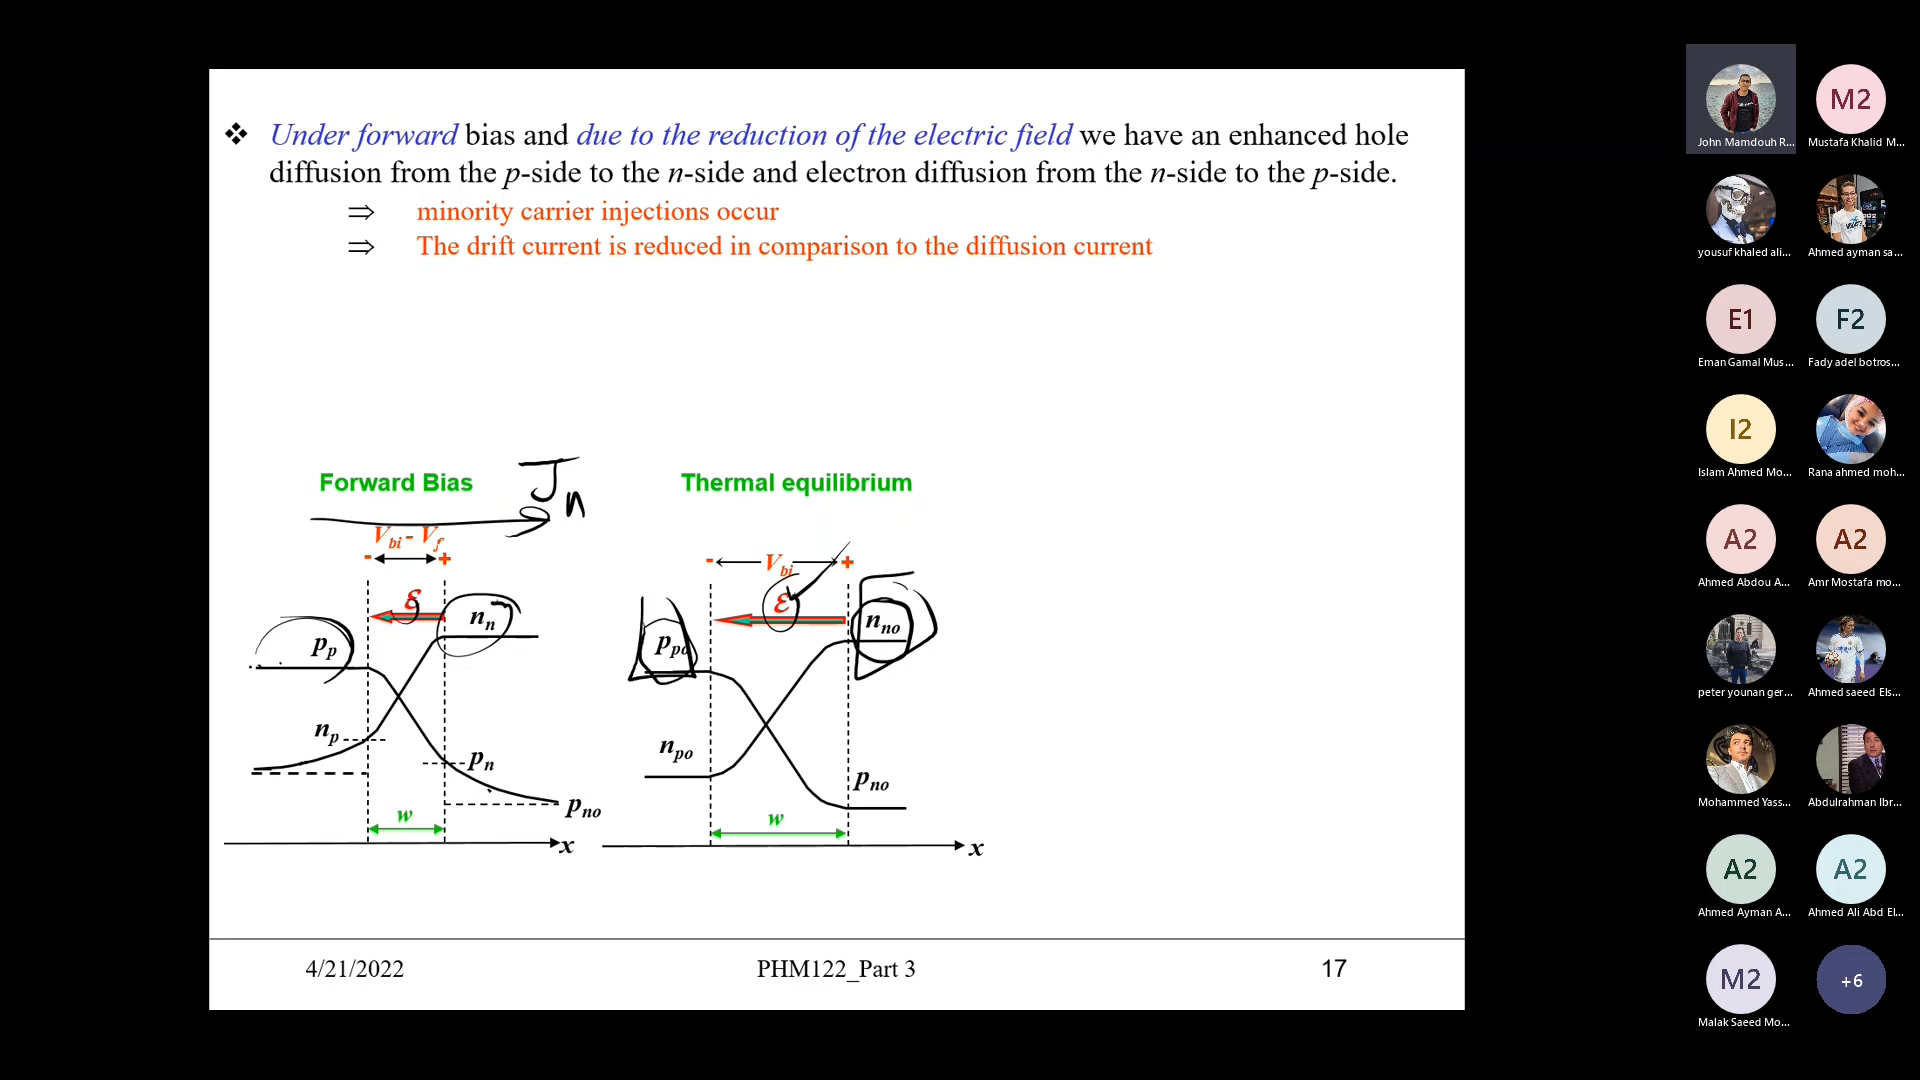 ❖ Under forward bias and due to the reduction of the electric field we have an enhanced hole
diffusion from the p-side to the n-side and electron diffusion from the n-side to the p-side.
⇒ minority carrier injections occur
⇒ The drift current is reduced in comparison to the diffusion current
Forward Bias
Jn
Vbi - Vf
- +
ℰ
pp
nn
np
pn
pno
w
x
Thermal equilibrium
- Vbi +
ℰ
ppo
nno
npo
pno
w
x
4/21/2022 PHM122_Part 3 17
John Mamdouh R...
M2
Mustafa Khalid M...
yousuf khaled ali...
Ahmed ayman sa...
E1
Eman Gamal Mus...
F2
Fady adel botros...
I2
Islam Ahmed Mo...
Rana ahmed moh...
A2
Ahmed Abdou A...
A2
Amr Mostafa mo...
peter younan ger...
Ahmed saeed Els...
Mohammed Yass...
Abdulrahman Ibr...
A2
Ahmed Ayman A...
A2
Ahmed Ali Abd El...
M2
Malak Saeed Mo...
+6